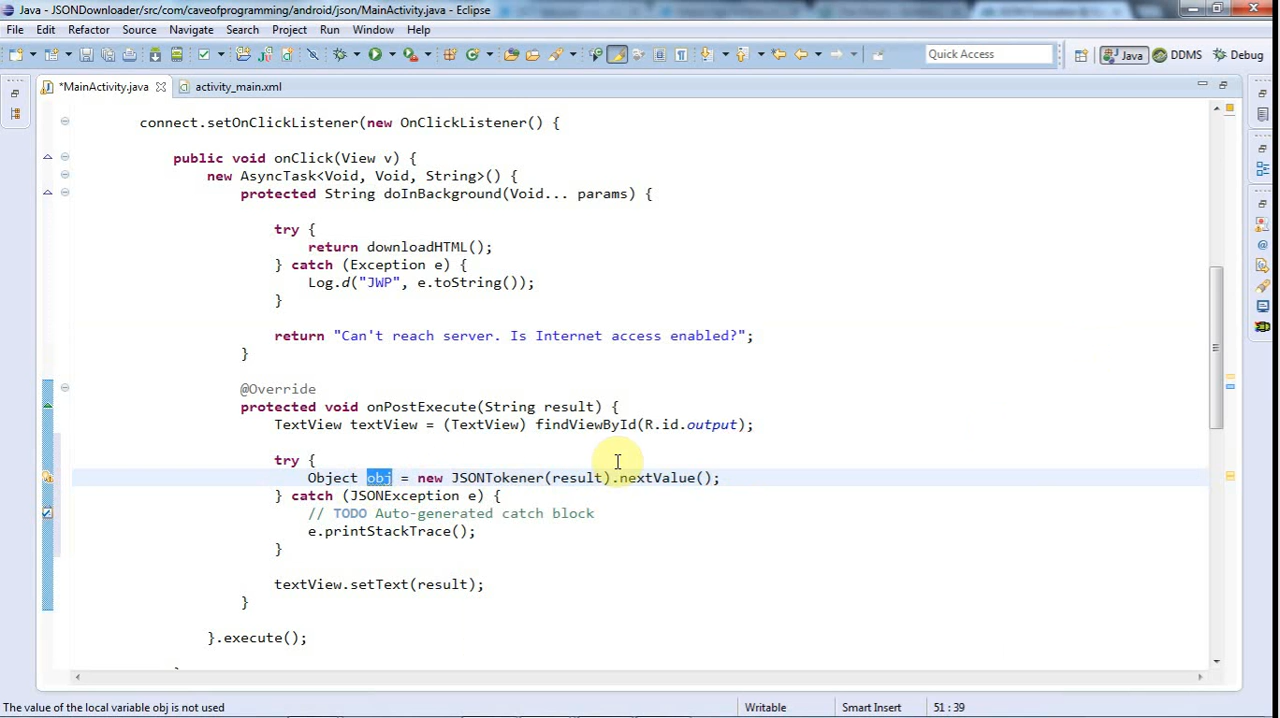 Java - JSONDownloader/src/com/caveofprogramming/android/json/MainActivity.java - Eclipse
File Edit Refactor Source Navigate Search Project Run Window Help
Quick Access Java DDMS Debug
*MainActivity.java activity_main.xml
connect.setOnClickListener(new OnClickListener() {
public void onClick(View v) {
new AsyncTask<Void, Void, String>() {
protected String doInBackground(Void... params) {
try {
return downloadHTML();
} catch (Exception e) {
Log.d("JWP", e.toString());
}
return "Can't reach server. Is Internet access enabled?";
}
@Override
protected void onPostExecute(String result) {
TextView textView = (TextView) findViewById(R.id.output);
try {
Object obj = new JSONTokener(result).nextValue();
} catch (JSONException e) {
// TODO Auto-generated catch block
e.printStackTrace();
}
textView.setText(result);
}
}.execute();
The value of the local variable obj is not used Writable Smart Insert 51 : 39